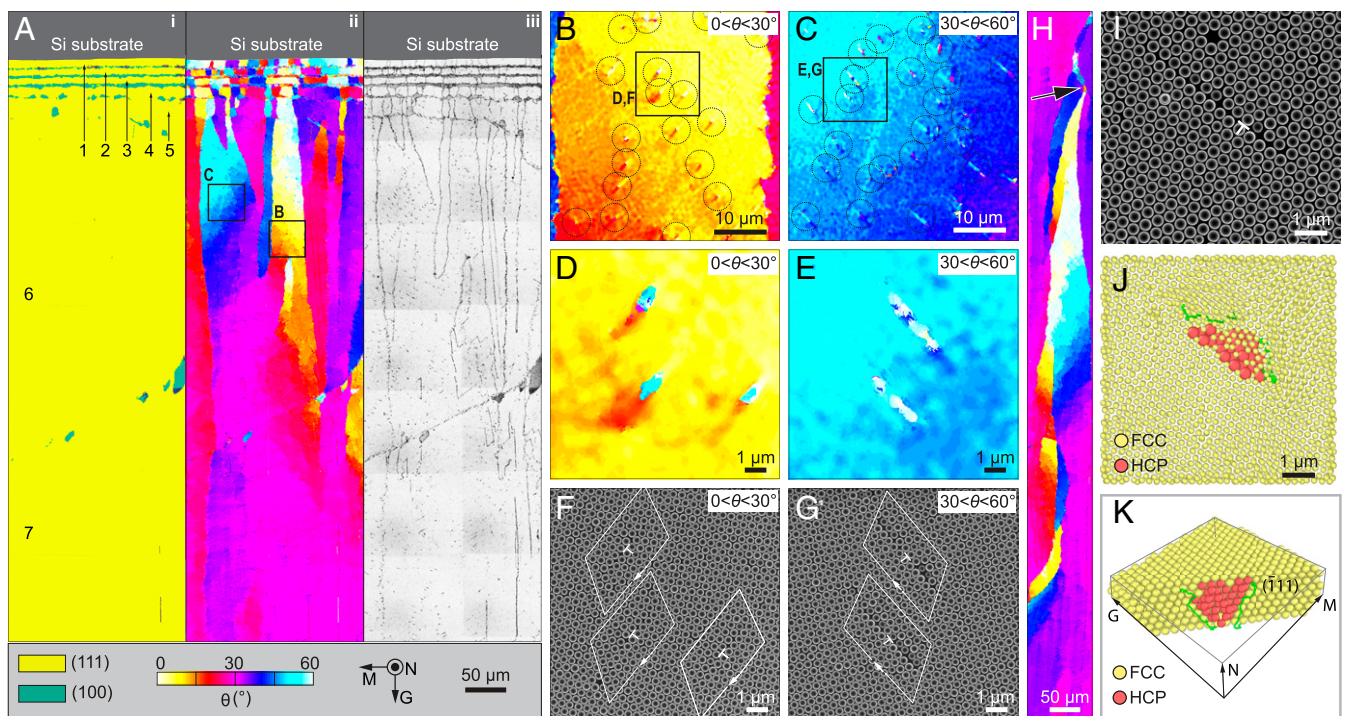 A
i
ii
iii
Si substrate
Si substrate
Si substrate
1 2 3 4 5
C
B
6
7
(111)
(100)
0 30 60
θ(°)
M
N
G
50 µm
B
0<θ<30°
D,F
10 µm
C
30<θ<60°
E,G
10 µm
D
0<θ<30°
1 µm
E
30<θ<60°
1 µm
F
0<θ<30°
1 µm
G
30<θ<60°
1 µm
H
50 µm
I
1 µm
J
FCC
HCP
1 µm
K
(1̄11)
G
M
N
FCC
HCP